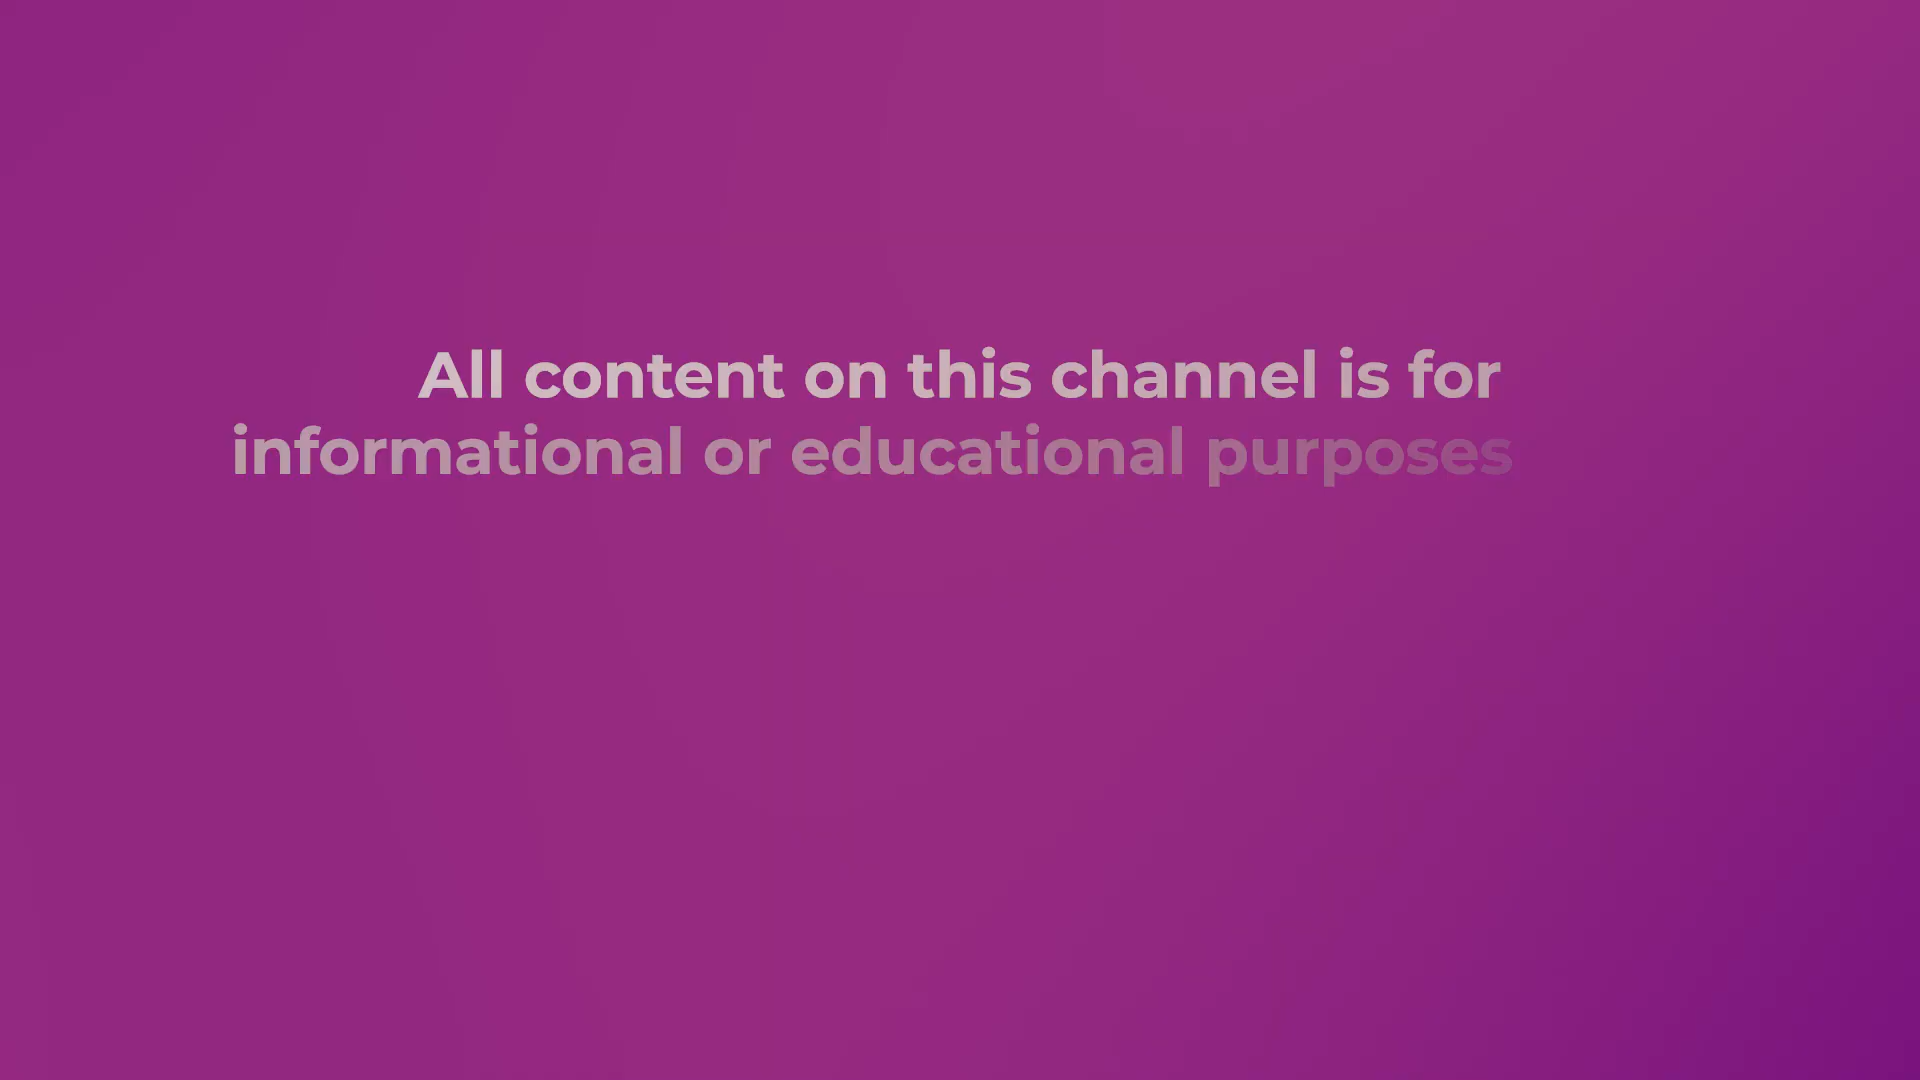 All content on this channel is for
informational or educational purposes